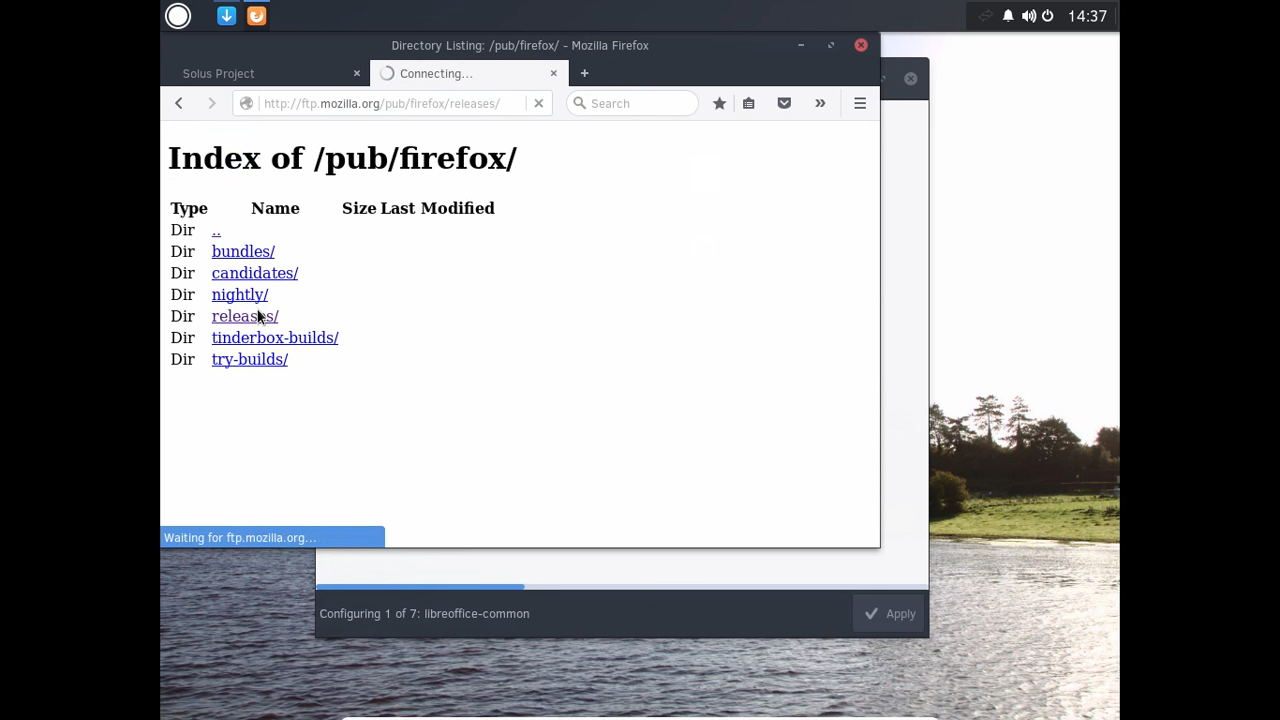 14:37
Directory Listing: /pub/firefox/ - Mozilla Firefox
Solus Project
Connecting...
http://ftp.mozilla.org/pub/firefox/releases/
Search
Index of /pub/firefox/
Type Name Size Last Modified
Dir ..
Dir bundles/
Dir candidates/
Dir nightly/
Dir releases/
Dir tinderbox-builds/
Dir try-builds/
Waiting for ftp.mozilla.org...
Configuring 1 of 7: libreoffice-common
Apply